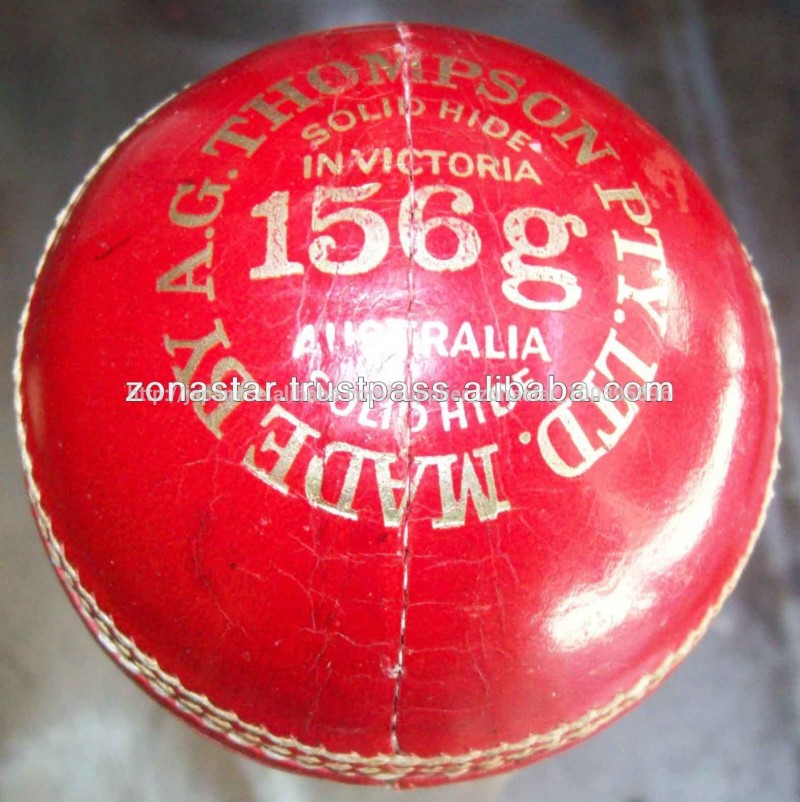 MADE BY A.G. THOMPSON PTY. LTD.
SOLID HIDE
IN VICTORIA
156g
AUSTRALIA
SOLID HIDE
zonastar.trustpass.alibaba.com